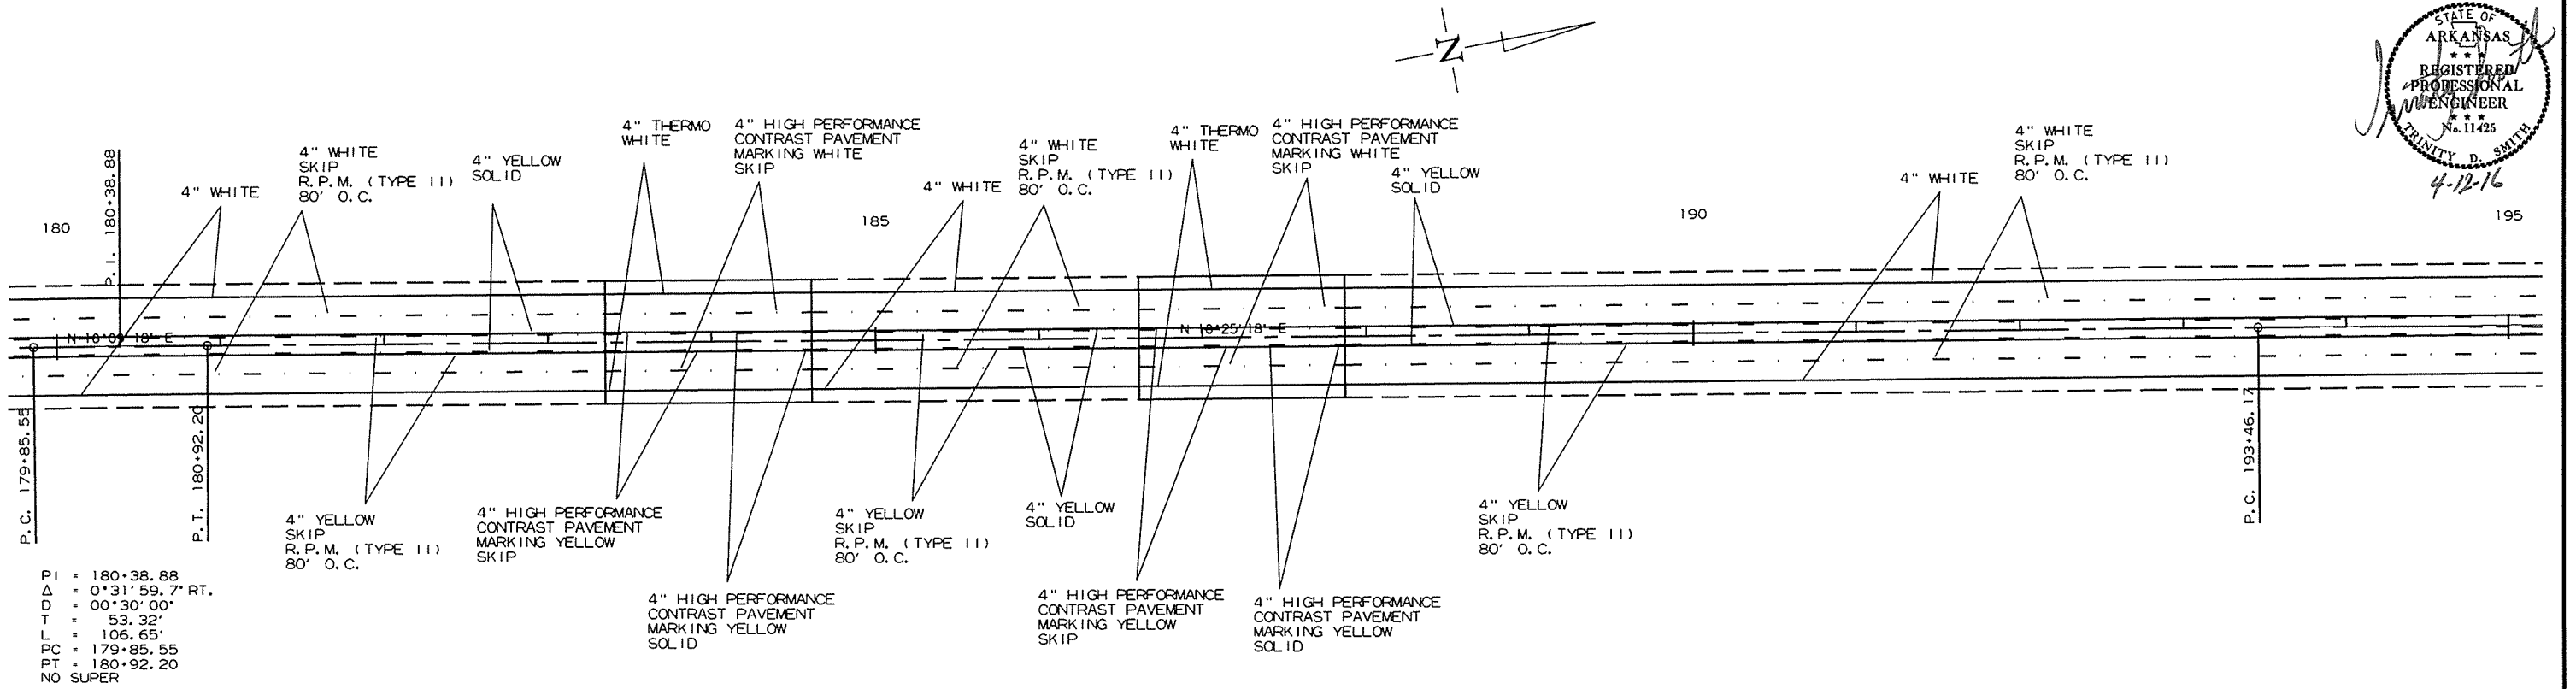 N
STATE OF
ARKANSAS
REGISTERED
PROFESSIONAL
ENGINEER
No. 11425
TRINITY D. SMITH
4-12-16
180
P.I. 180+38.88
4" WHITE
4" WHITE
SKIP
R.P.M. (TYPE II)
80' O.C.
4" YELLOW
SOLID
4" THERMO
WHITE
4" HIGH PERFORMANCE
CONTRAST PAVEMENT
MARKING WHITE
SKIP
185
4" WHITE
4" WHITE
SKIP
R.P.M. (TYPE II)
80' O.C.
4" THERMO
WHITE
4" HIGH PERFORMANCE
CONTRAST PAVEMENT
MARKING WHITE
SKIP
4" YELLOW
SOLID
190
4" WHITE
4" WHITE
SKIP
R.P.M. (TYPE II)
80' O.C.
195
N 10°25'18" E
P.C. 179+85.55
P.T. 180+92.20
4" YELLOW
SKIP
R.P.M. (TYPE II)
80' O.C.
4" HIGH PERFORMANCE
CONTRAST PAVEMENT
MARKING YELLOW
SKIP
4" HIGH PERFORMANCE
CONTRAST PAVEMENT
MARKING YELLOW
SOLID
4" YELLOW
SKIP
R.P.M. (TYPE II)
80' O.C.
4" YELLOW
SOLID
4" HIGH PERFORMANCE
CONTRAST PAVEMENT
MARKING YELLOW
SKIP
4" HIGH PERFORMANCE
CONTRAST PAVEMENT
MARKING YELLOW
SOLID
4" YELLOW
SKIP
R.P.M. (TYPE II)
80' O.C.
P.C. 193+46.17
PI = 180+38.88
Δ = 0°31'59.7" RT.
D = 00°30'00"
T = 53.32'
L = 106.65'
PC = 179+85.55
PT = 180+92.20
NO SUPER